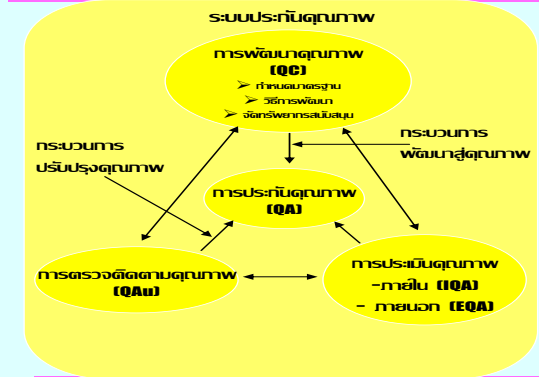 ระบบประกันคุณภาพ
การพัฒนาคุณภาพ
(QC)
➢ กำหนดมาตรฐาน
➢ วิธีการพัฒนา
➢ จัดทรัพยากรสนับสนุน
กระบวนการ
ปรับปรุงคุณภาพ
กระบวนการ
พัฒนาสู่คุณภาพ
การประกันคุณภาพ
(QA)
การตรวจติดตามคุณภาพ
(QAu)
การประเมินคุณภาพ
-ภายใน (IQA)
- ภายนอก (EQA)